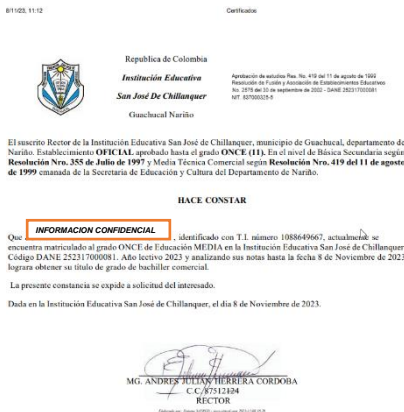 8/11/23, 11:12
Certificados
Republica de Colombia
Institución Educativa
San José De Chillanquer
Guachucal Nariño
Aprobación de estudios Res. No. 419 del 11 de agosto de 1999
Resolución de Fusión y Asociación de Establecimientos Educativos
No. 2575 del 30 de septiembre de 2002 - DANE 252317000081
NIT. 837000325-5
El suscrito Rector de la Institución Educativa San José de Chillanquer, municipio de Guachucal, departamento de
Nariño. Establecimiento OFICIAL aprobado hasta el grado ONCE (11). En el nivel de Básica Secundaria según
Resolución Nro. 355 de Julio de 1997 y Media Técnica Comercial según Resolución Nro. 419 del 11 de agosto
de 1999 emanada de la Secretaria de Educación y Cultura del Departamento de Nariño.
HACE CONSTAR
Que INFORMACION CONFIDENCIAL, identificado con T.I. número 1088649667, actualmente se
encuentra matriculado al grado ONCE de Educación MEDIA en la Institución Educativa San José de Chillanquer
Código DANE 252317000081. Año lectivo 2023 y analizando sus notas hasta la fecha 8 de Noviembre de 2023
lograra obtener su título de grado de bachiller comercial.
La presente constancia se expide a solicitud del interesado.
Dada en la Institución Educativa San José de Chillanquer, el día 8 de Noviembre de 2023.
MG. ANDRES JULIAN HERRERA CORDOBA
C.C. 87512124
RECTOR